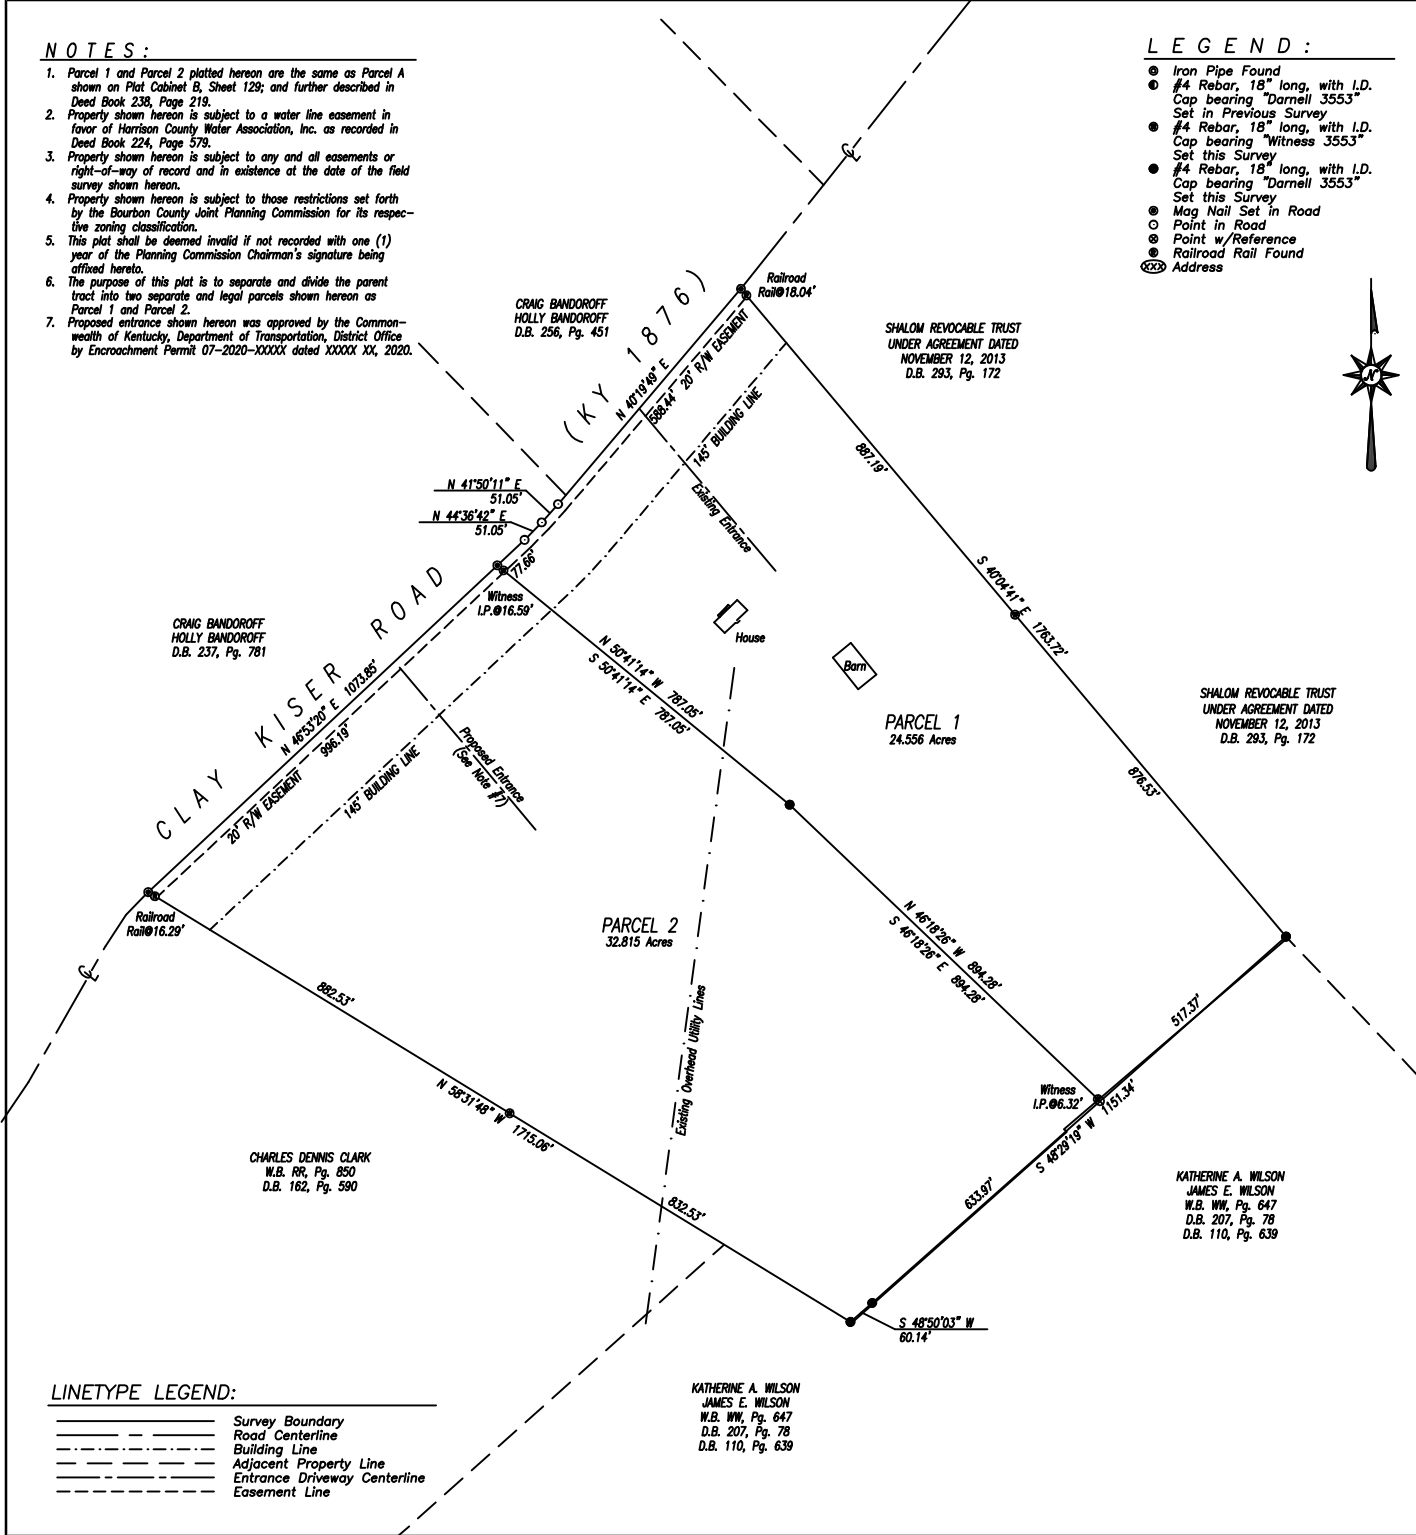 NOTES:
1. Parcel 1 and Parcel 2 platted hereon are the same as Parcel A
shown on Plat Cabinet B, Sheet 129; and further described in
Deed Book 238, Page 219.
2. Property shown hereon is subject to a water line easement in
favor of Harrison County Water Association, Inc. as recorded in
Deed Book 224, Page 579.
3. Property shown hereon is subject to any and all easements or
right-of-way of record and in existence at the date of the field
survey shown hereon.
4. Property shown hereon is subject to those restrictions set forth
by the Bourbon County Joint Planning Commission for its respec-
tive zoning classification.
5. This plat shall be deemed invalid if not recorded with one (1)
year of the Planning Commission Chairman's signature being
affixed hereto.
6. The purpose of this plat is to separate and divide the parent
tract into two separate and legal parcels shown hereon as
Parcel 1 and Parcel 2.
7. Proposed entrance shown hereon was approved by the Common-
wealth of Kentucky, Department of Transportation, District Office
by Encroachment Permit 07-2020-XXXXX dated XXXXX XX, 2020.
LEGEND:
Iron Pipe Found
#4 Rebar, 18" long, with I.D.
Cap bearing "Darnell 3553"
Set in Previous Survey
#4 Rebar, 18" long, with I.D.
Cap bearing "Witness 3553"
Set this Survey
#4 Rebar, 18" long, with I.D.
Cap bearing "Darnell 3553"
Set this Survey
Mag Nail Set in Road
Point in Road
Point w/Reference
Railroad Rail Found
XXX Address
N
CRAIG BANDOROFF
HOLLY BANDOROFF
D.B. 256, Pg. 451
Railroad
Rail@18.04'
SHALOM REVOCABLE TRUST
UNDER AGREEMENT DATED
NOVEMBER 12, 2013
D.B. 293, Pg. 172
CLAY KISER ROAD (KY 1876)
N 40°19'49" E
588.44'
20' R/W EASEMENT
145' BUILDING LINE
Existing Entrance
887.19'
N 41°50'11" E
51.05'
N 44°36'42" E
51.05'
77.66'
Witness
I.P.@16.59'
S 40°04'41" E 1763.72'
CRAIG BANDOROFF
HOLLY BANDOROFF
D.B. 237, Pg. 781
House
Barn
N 50°41'14" W 787.05'
S 50°41'14" E 787.05'
N 46°53'20" E 1073.85'
996.19'
20' R/W EASEMENT
145' BUILDING LINE
Proposed Entrance
(See Note #7)
PARCEL 1
24.556 Acres
SHALOM REVOCABLE TRUST
UNDER AGREEMENT DATED
NOVEMBER 12, 2013
D.B. 293, Pg. 172
876.53'
Railroad
Rail@16.29'
PARCEL 2
32.815 Acres
N 46°18'26" W 894.28'
S 46°18'26" E 894.28'
882.53'
Existing Overhead Utility Lines
517.37'
N 58°31'48" W 1715.06'
Witness
I.P.@6.32'
S 48°29'19" W 1151.34'
CHARLES DENNIS CLARK
W.B. RR, Pg. 850
D.B. 162, Pg. 590
832.53'
633.97'
KATHERINE A. WILSON
JAMES E. WILSON
W.B. WW, Pg. 647
D.B. 207, Pg. 78
D.B. 110, Pg. 639
S 48°50'03" W
60.14'
KATHERINE A. WILSON
JAMES E. WILSON
W.B. WW, Pg. 647
D.B. 207, Pg. 78
D.B. 110, Pg. 639
LINETYPE LEGEND:
Survey Boundary
Road Centerline
Building Line
Adjacent Property Line
Entrance Driveway Centerline
Easement Line